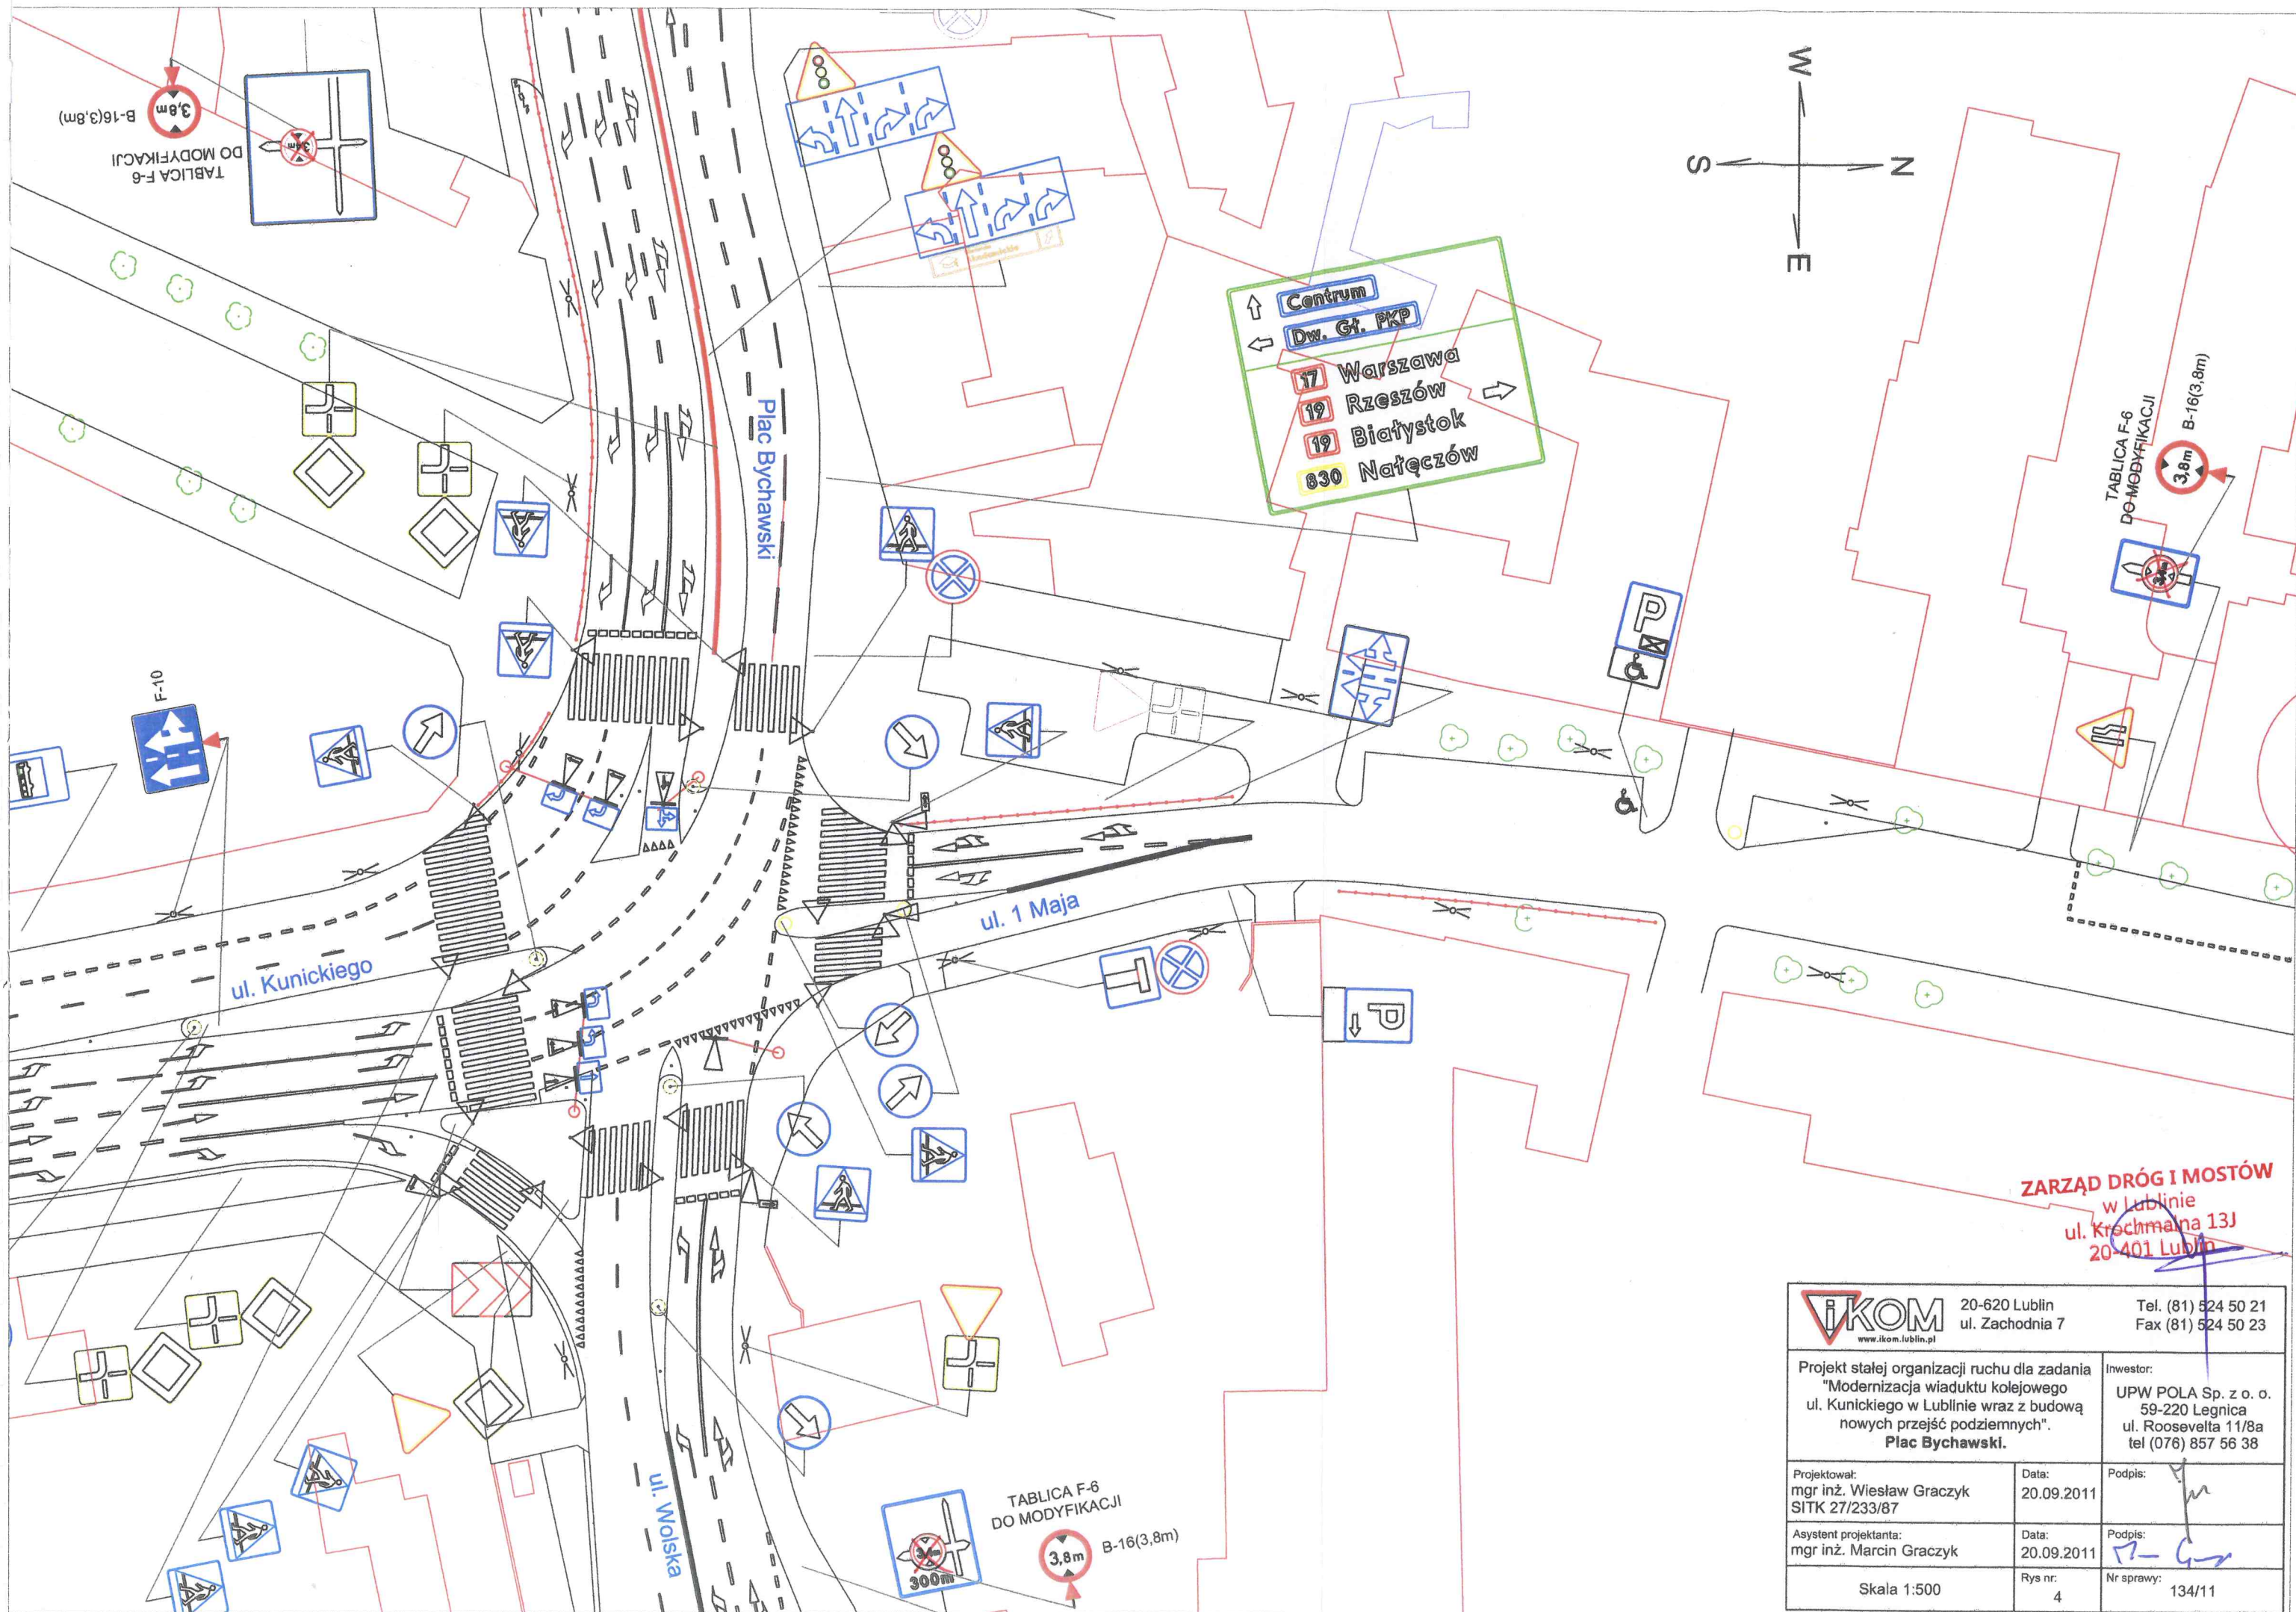 B-16(3,8m)
3,8m
TABLICA F-6
DO MODYFIKACJI
W
N
S
E
Centrum
Dw. Gł. PKP
17 Warszawa
19 Rzeszów
19 Białystok
830 Nałęczów
Plac Bychawski
TABLICA F-6
DO MODYFIKACJI
B-16(3,8m)
3,8m
P
F-10
ul. Kunickiego
ul. 1 Maja
P
ul. Wolska
TABLICA F-6
DO MODYFIKACJI
3,8m
B-16(3,8m)
300m
ZARZĄD DRÓG I MOSTÓW
w Lublinie
ul. Krochmalna 13J
20-401 Lublin
iKOM
www.ikom.lublin.pl
20-620 Lublin
ul. Zachodnia 7
Tel. (81) 524 50 21
Fax (81) 524 50 23
Projekt stałej organizacji ruchu dla zadania
"Modernizacja wiaduktu kolejowego
ul. Kunickiego w Lublinie wraz z budową
nowych przejść podziemnych".
Plac Bychawski.
Inwestor:
UPW POLA Sp. z o. o.
59-220 Legnica
ul. Roosevelta 11/8a
tel (076) 857 56 38
Projektował:
mgr inż. Wiesław Graczyk
SITK 27/233/87
Data:
20.09.2011
Podpis:
Asystent projektanta:
mgr inż. Marcin Graczyk
Data:
20.09.2011
Podpis:
Skala 1:500
Rys nr:
4
Nr sprawy:
134/11